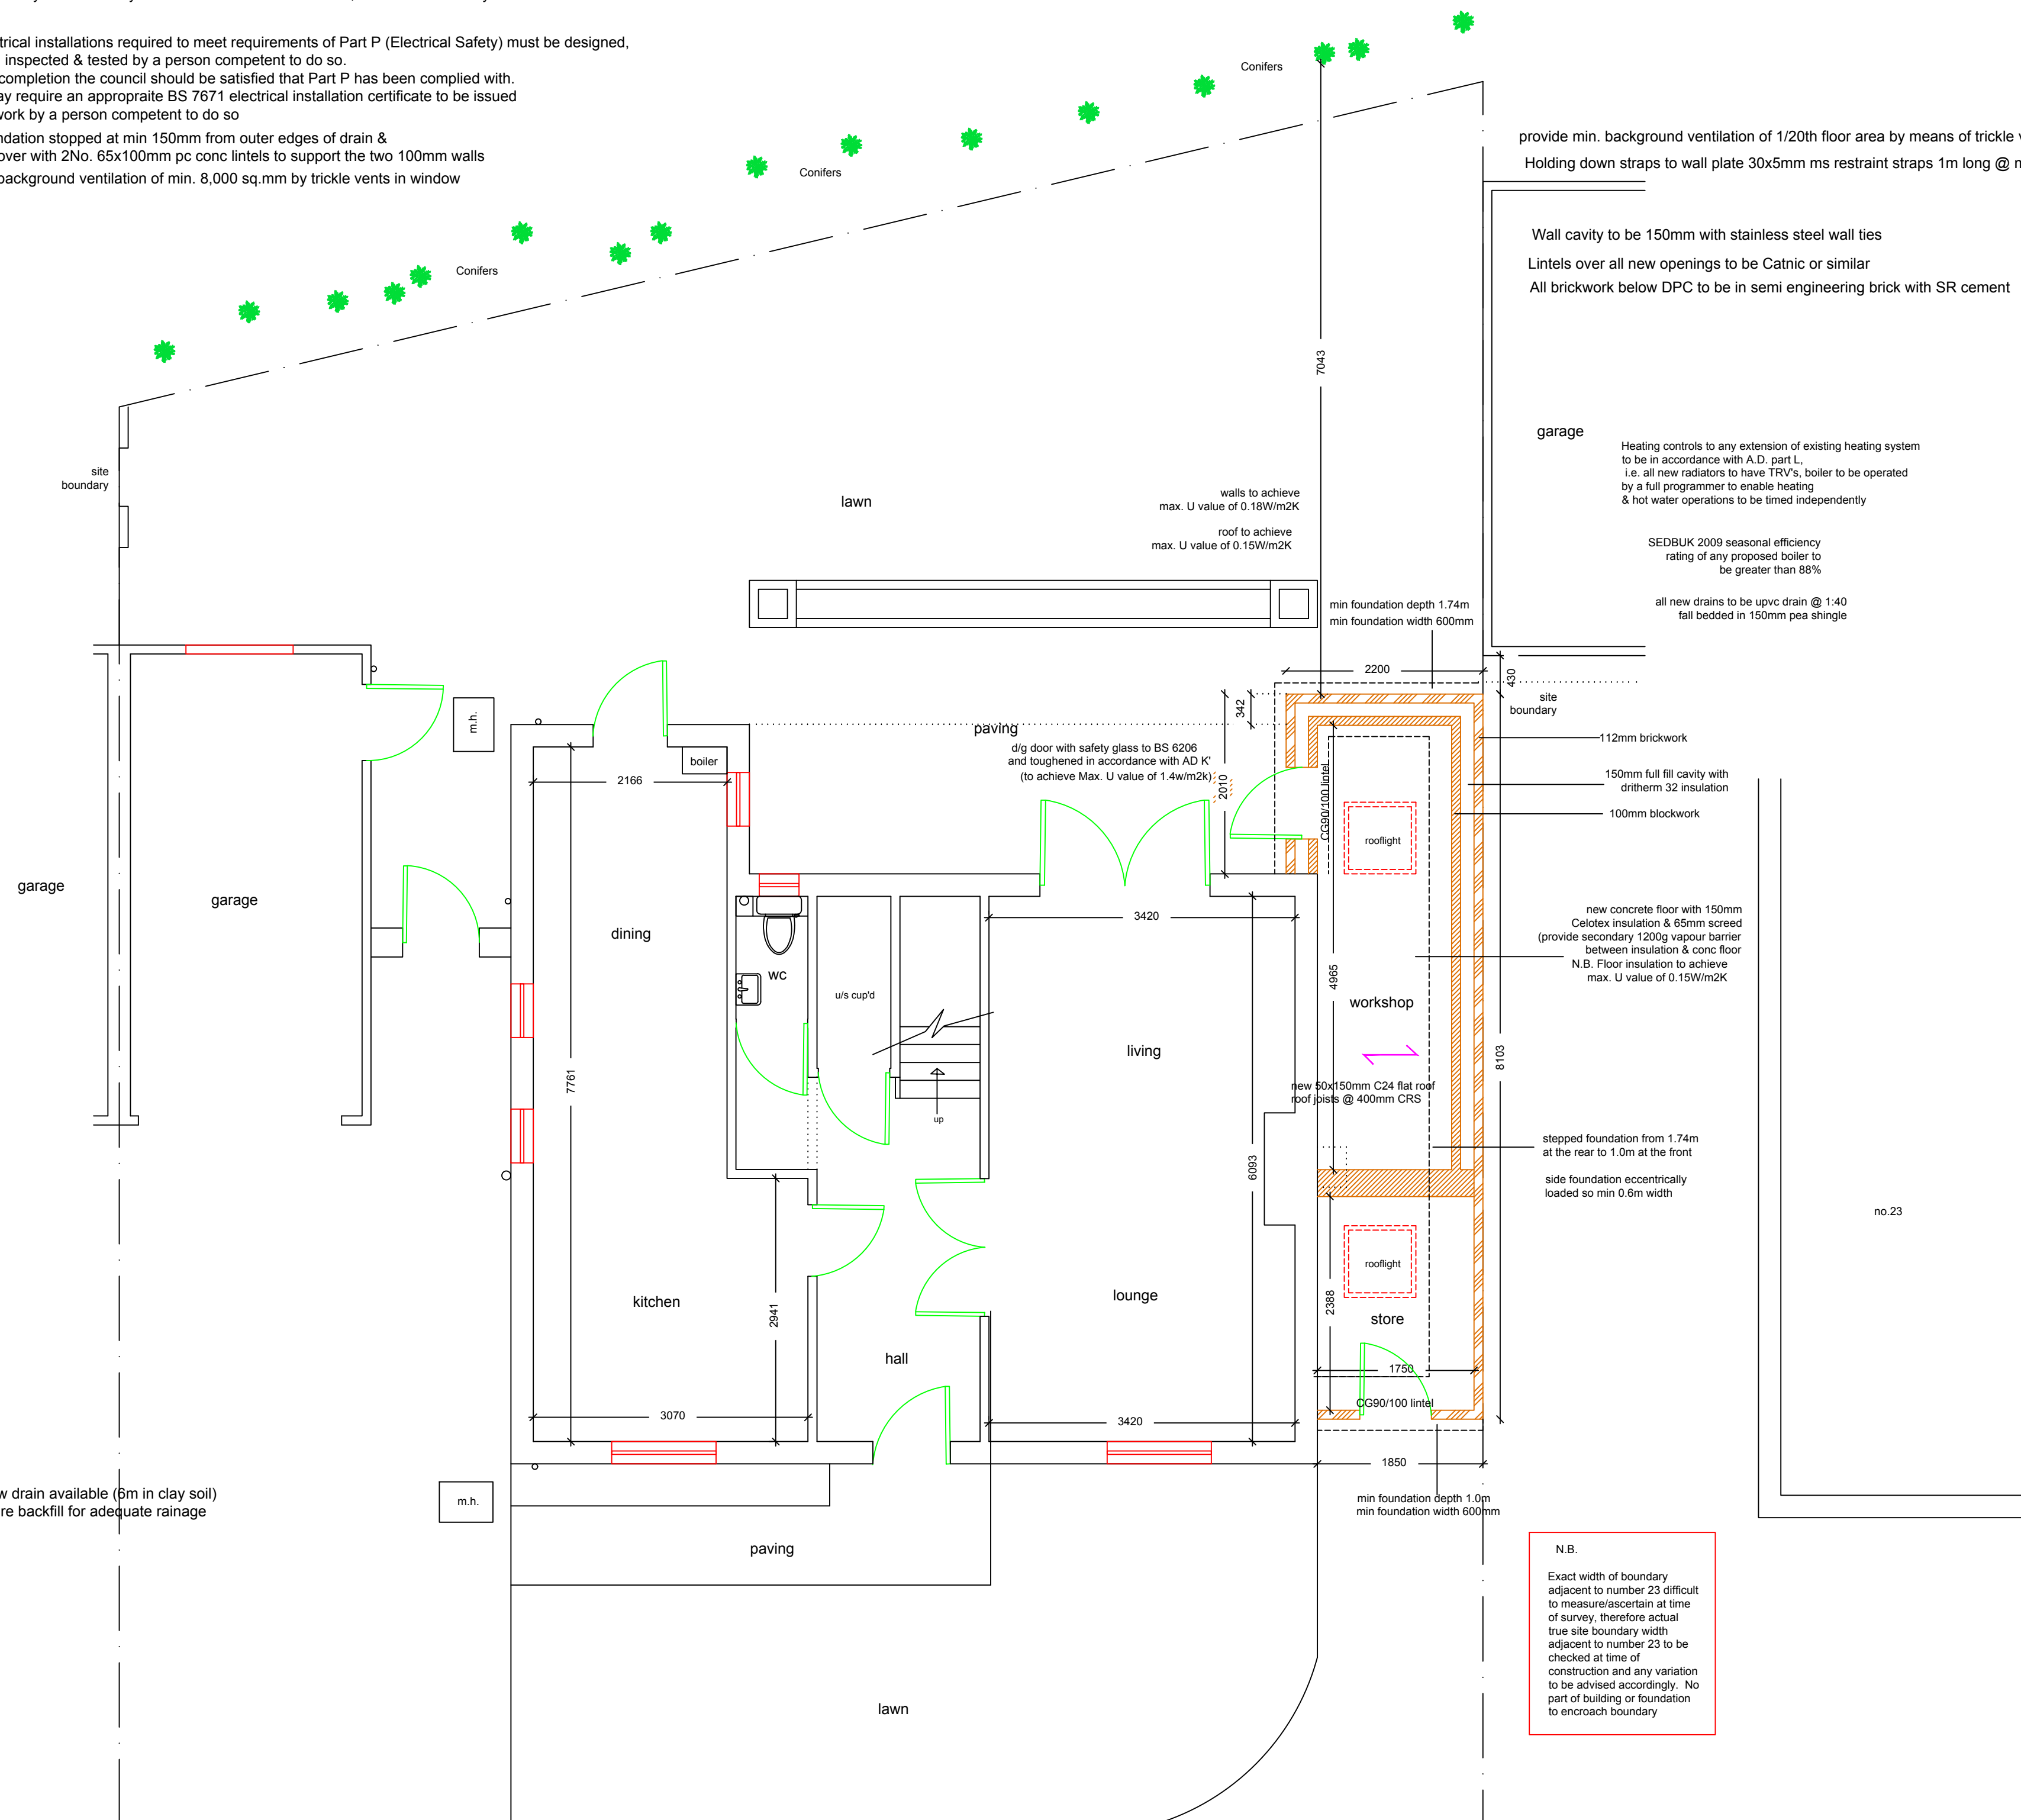 trical installations required to meet requirements of Part P (Electrical Safety) must be designed,
inspected & tested by a person competent to do so.
completion the council should be satisfied that Part P has been complied with.
ay require an appropraite BS 7671 electrical installation certificate to be issued
work by a person competent to do so
ndation stopped at min 150mm from outer edges of drain &
over with 2No. 65x100mm pc conc lintels to support the two 100mm walls
background ventilation of min. 8,000 sq.mm by trickle vents in window
Conifers
Conifers
Conifers
provide min. background ventilation of 1/20th floor area by means of trickle v
Holding down straps to wall plate 30x5mm ms restraint straps 1m long @ m
Wall cavity to be 150mm with stainless steel wall ties
Lintels over all new openings to be Catnic or similar
All brickwork below DPC to be in semi engineering brick with SR cement
7043
garage
Heating controls to any extension of existing heating system
to be in accordance with A.D. part L,
i.e. all new radiators to have TRV's, boiler to be operated
by a full programmer to enable heating
& hot water operations to be timed independently
SEDBUK 2009 seasonal efficiency
rating of any proposed boiler to
be greater than 88%
all new drains to be upvc drain @ 1:40
fall bedded in 150mm pea shingle
site
boundary
lawn
walls to achieve
max. U value of 0.18W/m2K
roof to achieve
max. U value of 0.15W/m2K
min foundation depth 1.74m
min foundation width 600mm
2200
430
342
site
boundary
m.h.
boiler
2166
paving
d/g door with safety glass to BS 6206
and toughened in accordance with AD K'
(to achieve Max. U value of 1.4w/m2k)
2010
CG90/100 lintel
rooflight
112mm brickwork
150mm full fill cavity with
dritherm 32 insulation
100mm blockwork
garage
garage
dining
wc
u/s cup'd
3420
new concrete floor with 150mm
Celotex insulation & 65mm screed
(provide secondary 1200g vapour barrier
between insulation & conc floor
N.B. Floor insulation to achieve
max. U value of 0.15W/m2K
4965
workshop
living
7761
up
8103
new 50x150mm C24 flat roof
roof joists @ 400mm CRS
6093
stepped foundation from 1.74m
at the rear to 1.0m at the front
side foundation eccentrically
loaded so min 0.6m width
no.23
rooflight
kitchen
2941
lounge
2388
store
hall
1750
CG90/100 lintel
3070
3420
1850
w drain available (6m in clay soil)
re backfill for adequate rainage
m.h.
min foundation depth 1.0m
min foundation width 600mm
paving
N.B.
Exact width of boundary
adjacent to number 23 difficult
to measure/ascertain at time
of survey, therefore actual
true site boundary width
adjacent to number 23 to be
checked at time of
construction and any variation
to be advised accordingly. No
part of building or foundation
to encroach boundary
lawn